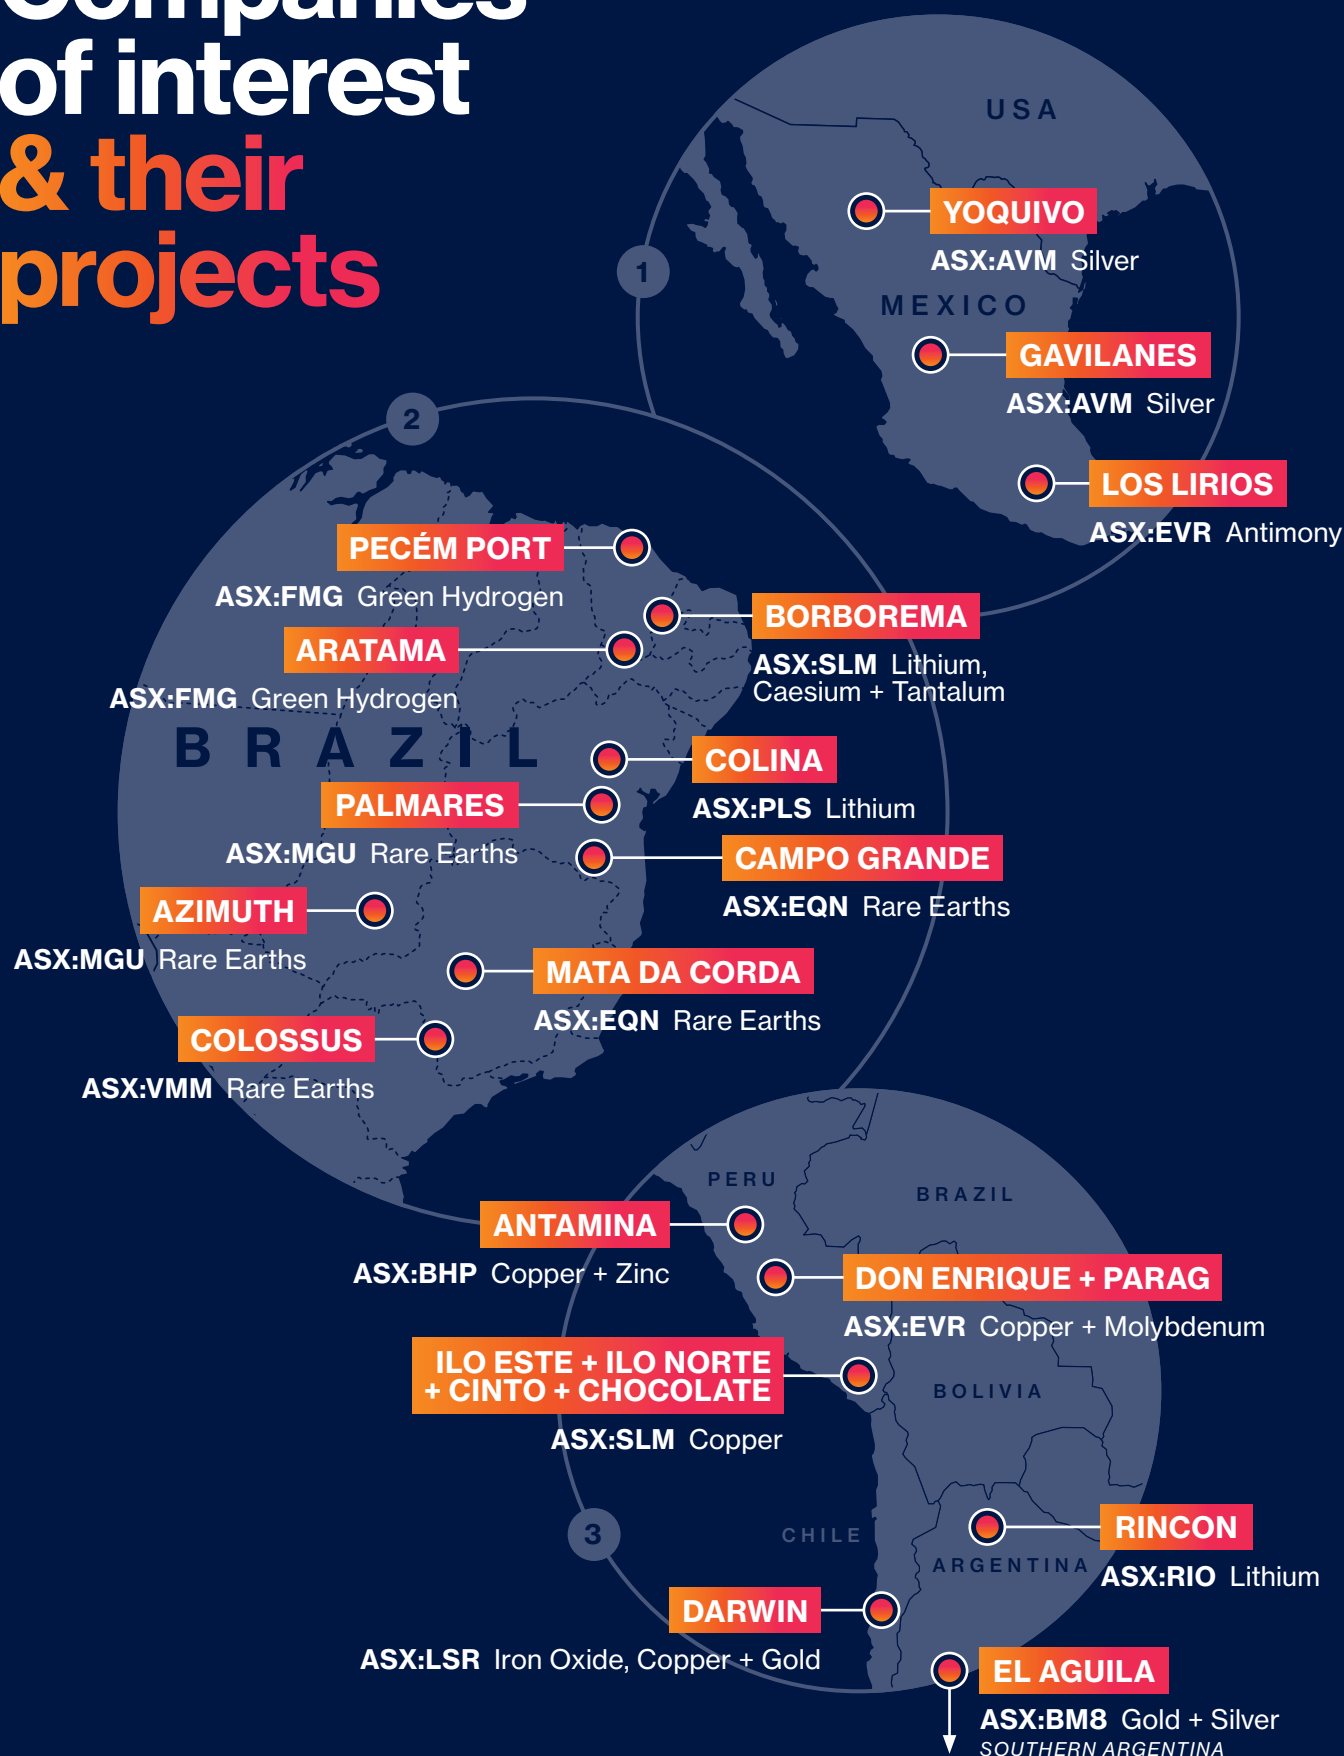 Companies
of interest
& their
projects
USA
YOQUIVO
ASX:AVM Silver
1
MEXICO
GAVILANES
ASX:AVM Silver
2
LOS LIRIOS
ASX:EVR Antimony
PECÉM PORT
ASX:FMG Green Hydrogen
BORBOREMA
ASX:SLM Lithium,
Caesium + Tantalum
ARATAMA
ASX:FMG Green Hydrogen
BRAZIL
COLINA
ASX:PLS Lithium
PALMARES
ASX:MGU Rare Earths
CAMPO GRANDE
ASX:EQN Rare Earths
AZIMUTH
ASX:MGU Rare Earths
MATA DA CORDA
ASX:EQN Rare Earths
COLOSSUS
ASX:VMM Rare Earths
PERU
BRAZIL
ANTAMINA
ASX:BHP Copper + Zinc
DON ENRIQUE + PARAG
ASX:EVR Copper + Molybdenum
ILO ESTE + ILO NORTE
+ CINTO + CHOCOLATE
ASX:SLM Copper
BOLIVIA
3
CHILE
RINCON
ASX:RIO Lithium
ARGENTINA
DARWIN
ASX:LSR Iron Oxide, Copper + Gold
EL AGUILA
ASX:BM8 Gold + Silver
SOUTHERN ARGENTINA